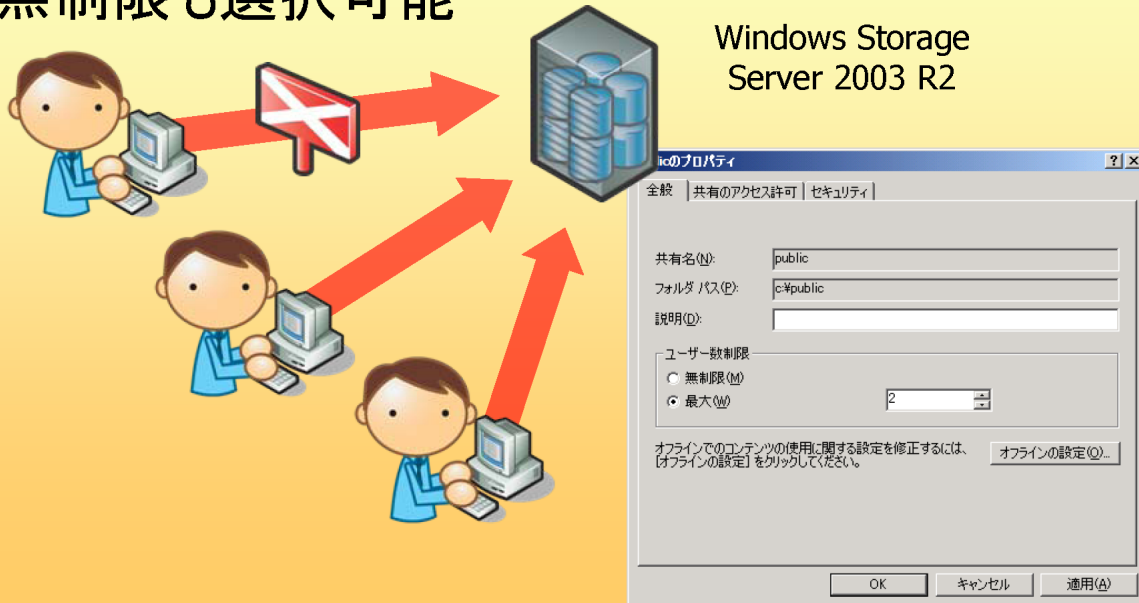 無制限も選択可能
Windows Storage
Server 2003 R2
icのプロパティ
全般
共有のアクセス許可
セキュリティ
共有名(N):
public
フォルダ パス(P):
c:¥public
説明(D):
ユーザー数制限
無制限(M)
最大(W)
2
オフラインでのコンテンツの使用に関する設定を修正するには、
[オフラインの設定] をクリックしてください。
オフラインの設定(O)...
OK
キャンセル
適用(A)